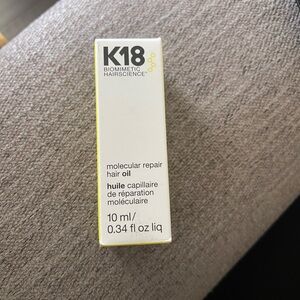 K18
BIOMIMETIC
HAIRSCIENCE
molecular repair
hair oil
huile capillaire
de réparation
moléculaire
10 ml/
0.34 fl oz liq